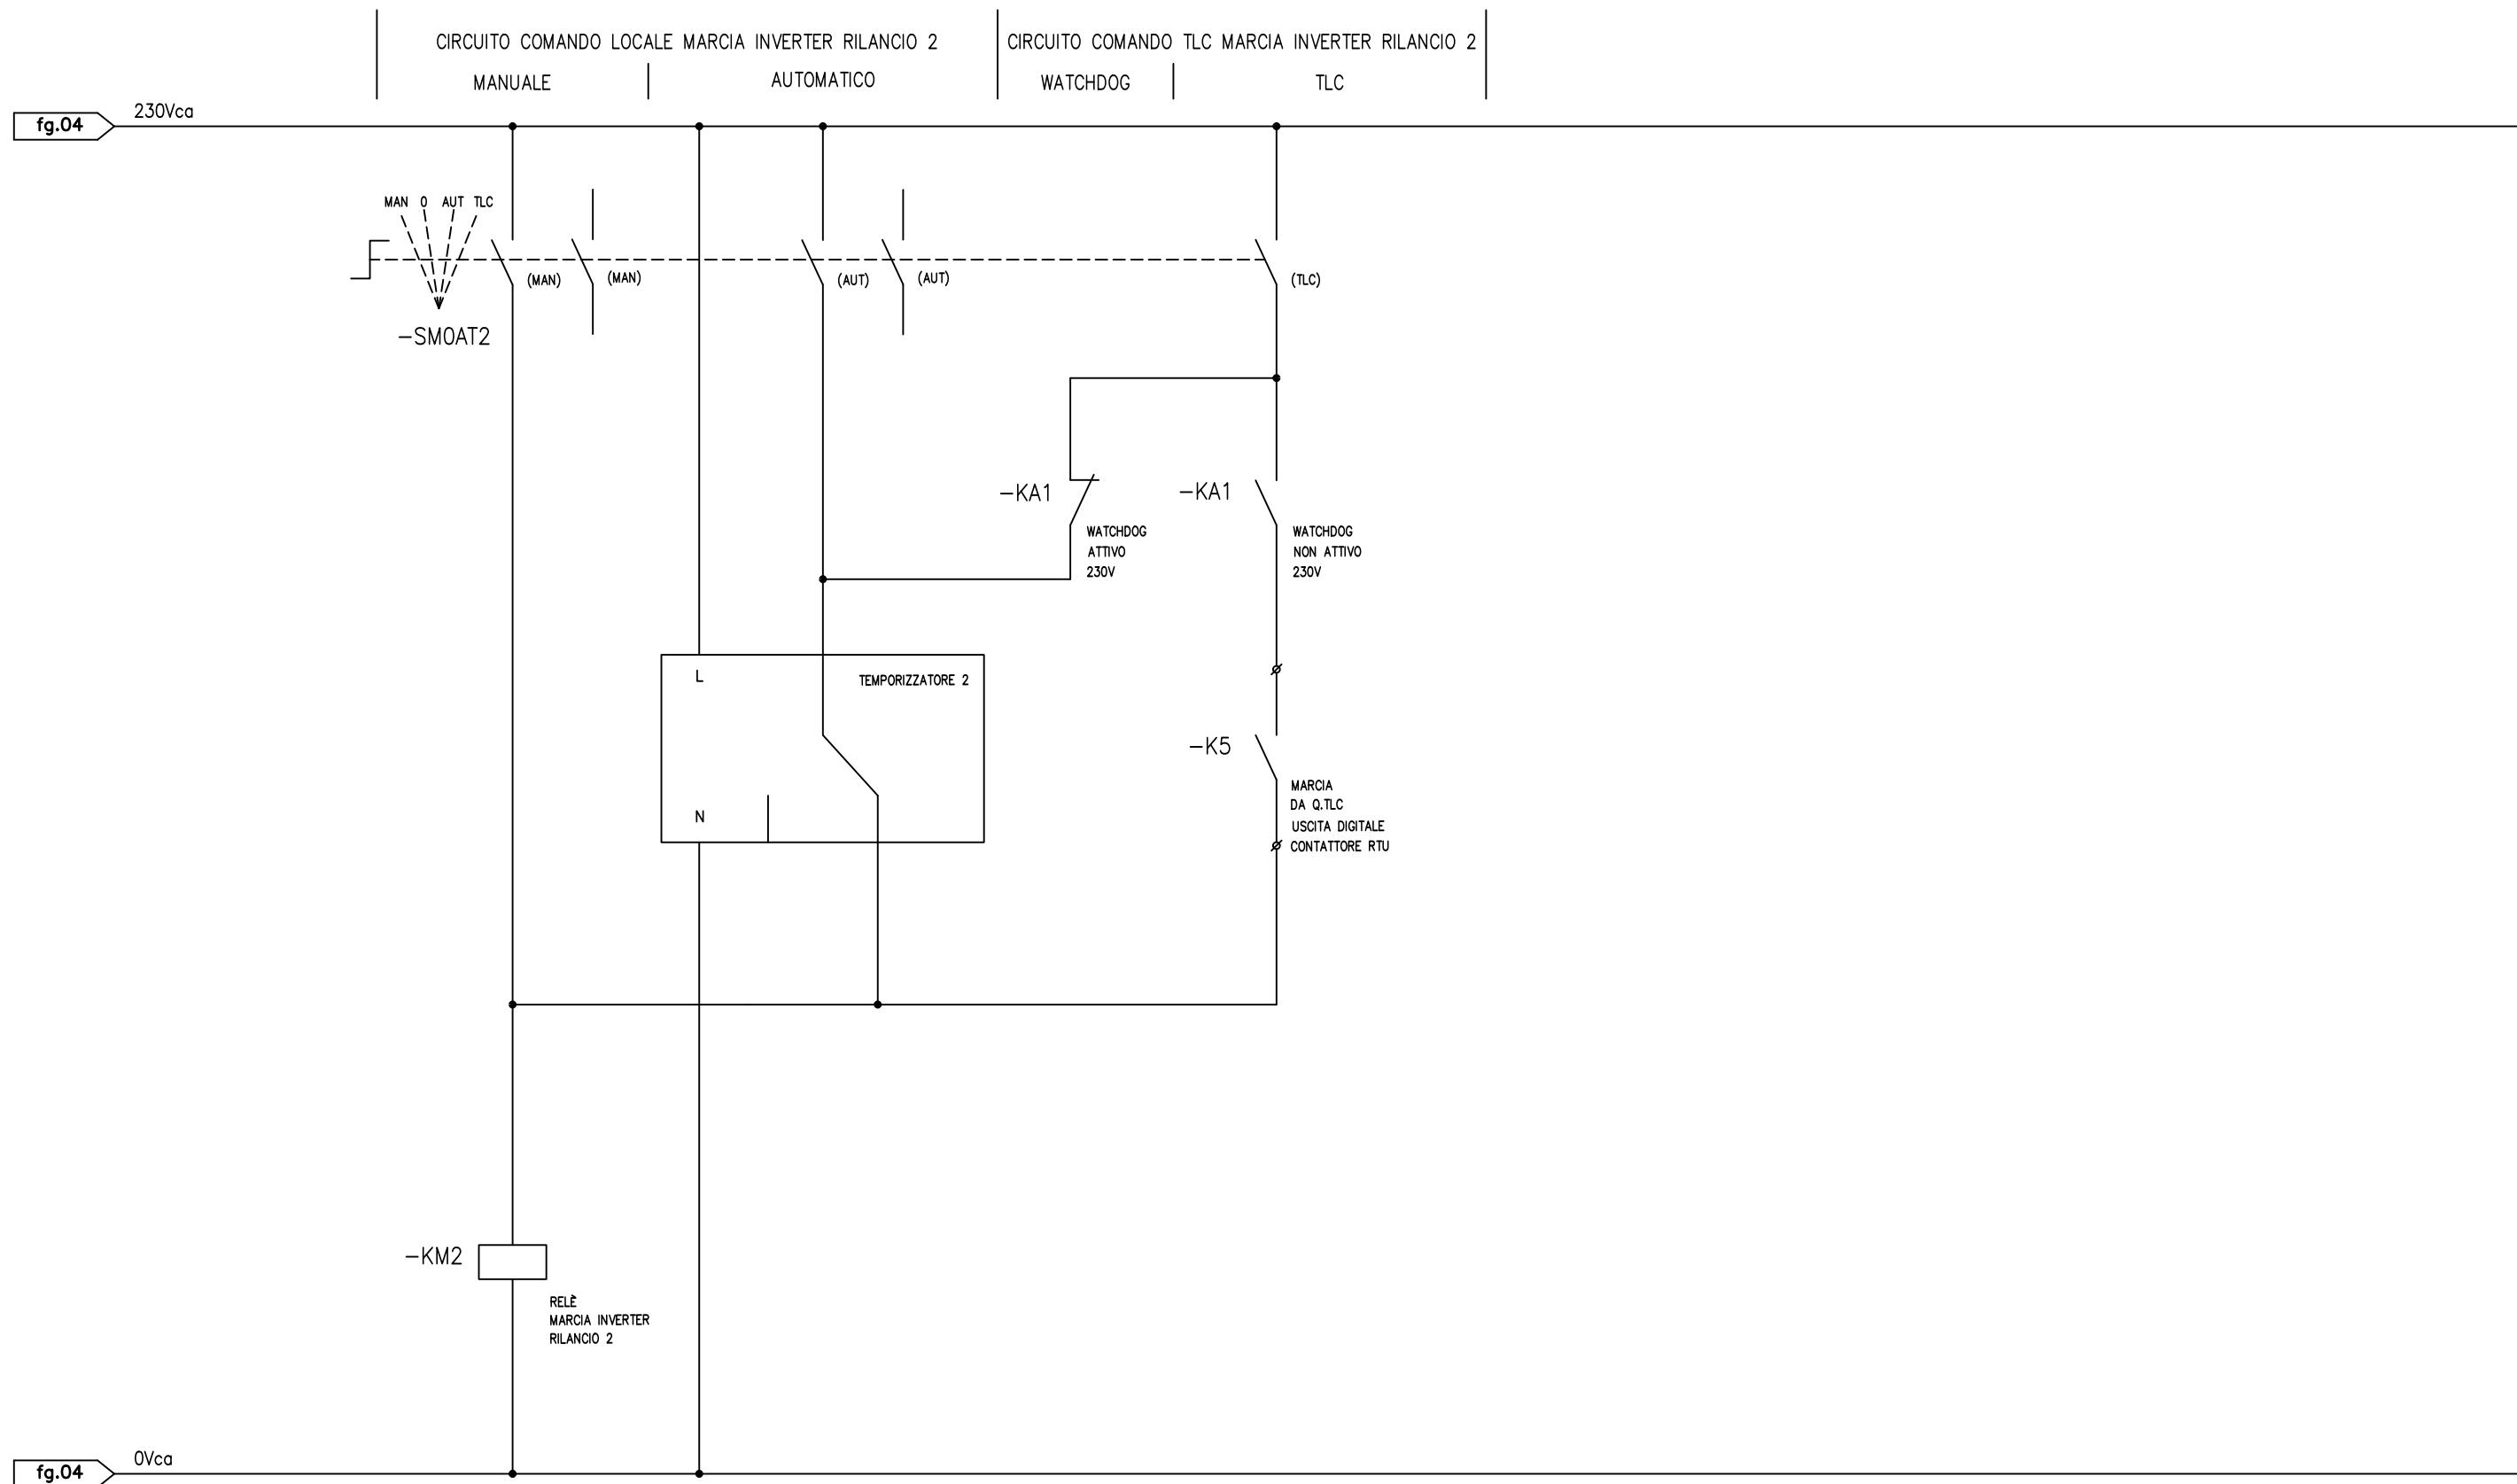 CIRCUITO COMANDO LOCALE MARCIA INVERTER RILANCIO 2
CIRCUITO COMANDO TLC MARCIA INVERTER RILANCIO 2
MANUALE
AUTOMATICO
WATCHDOG
TLC
fg.04
230Vca
MAN 0 AUT TLC
(MAN)
(MAN)
(AUT)
(AUT)
(TLC)
-SMOAT2
-KA1
WATCHDOG
ATTIVO
230V
-KA1
WATCHDOG
NON ATTIVO
230V
L
TEMPORIZZATORE 2
N
-K5
MARCIA
DA Q.TLC
USCITA DIGITALE
CONTATTORE RTU
-KM2
RELÈ
MARCIA INVERTER
RILANCIO 2
fg.04
0Vca